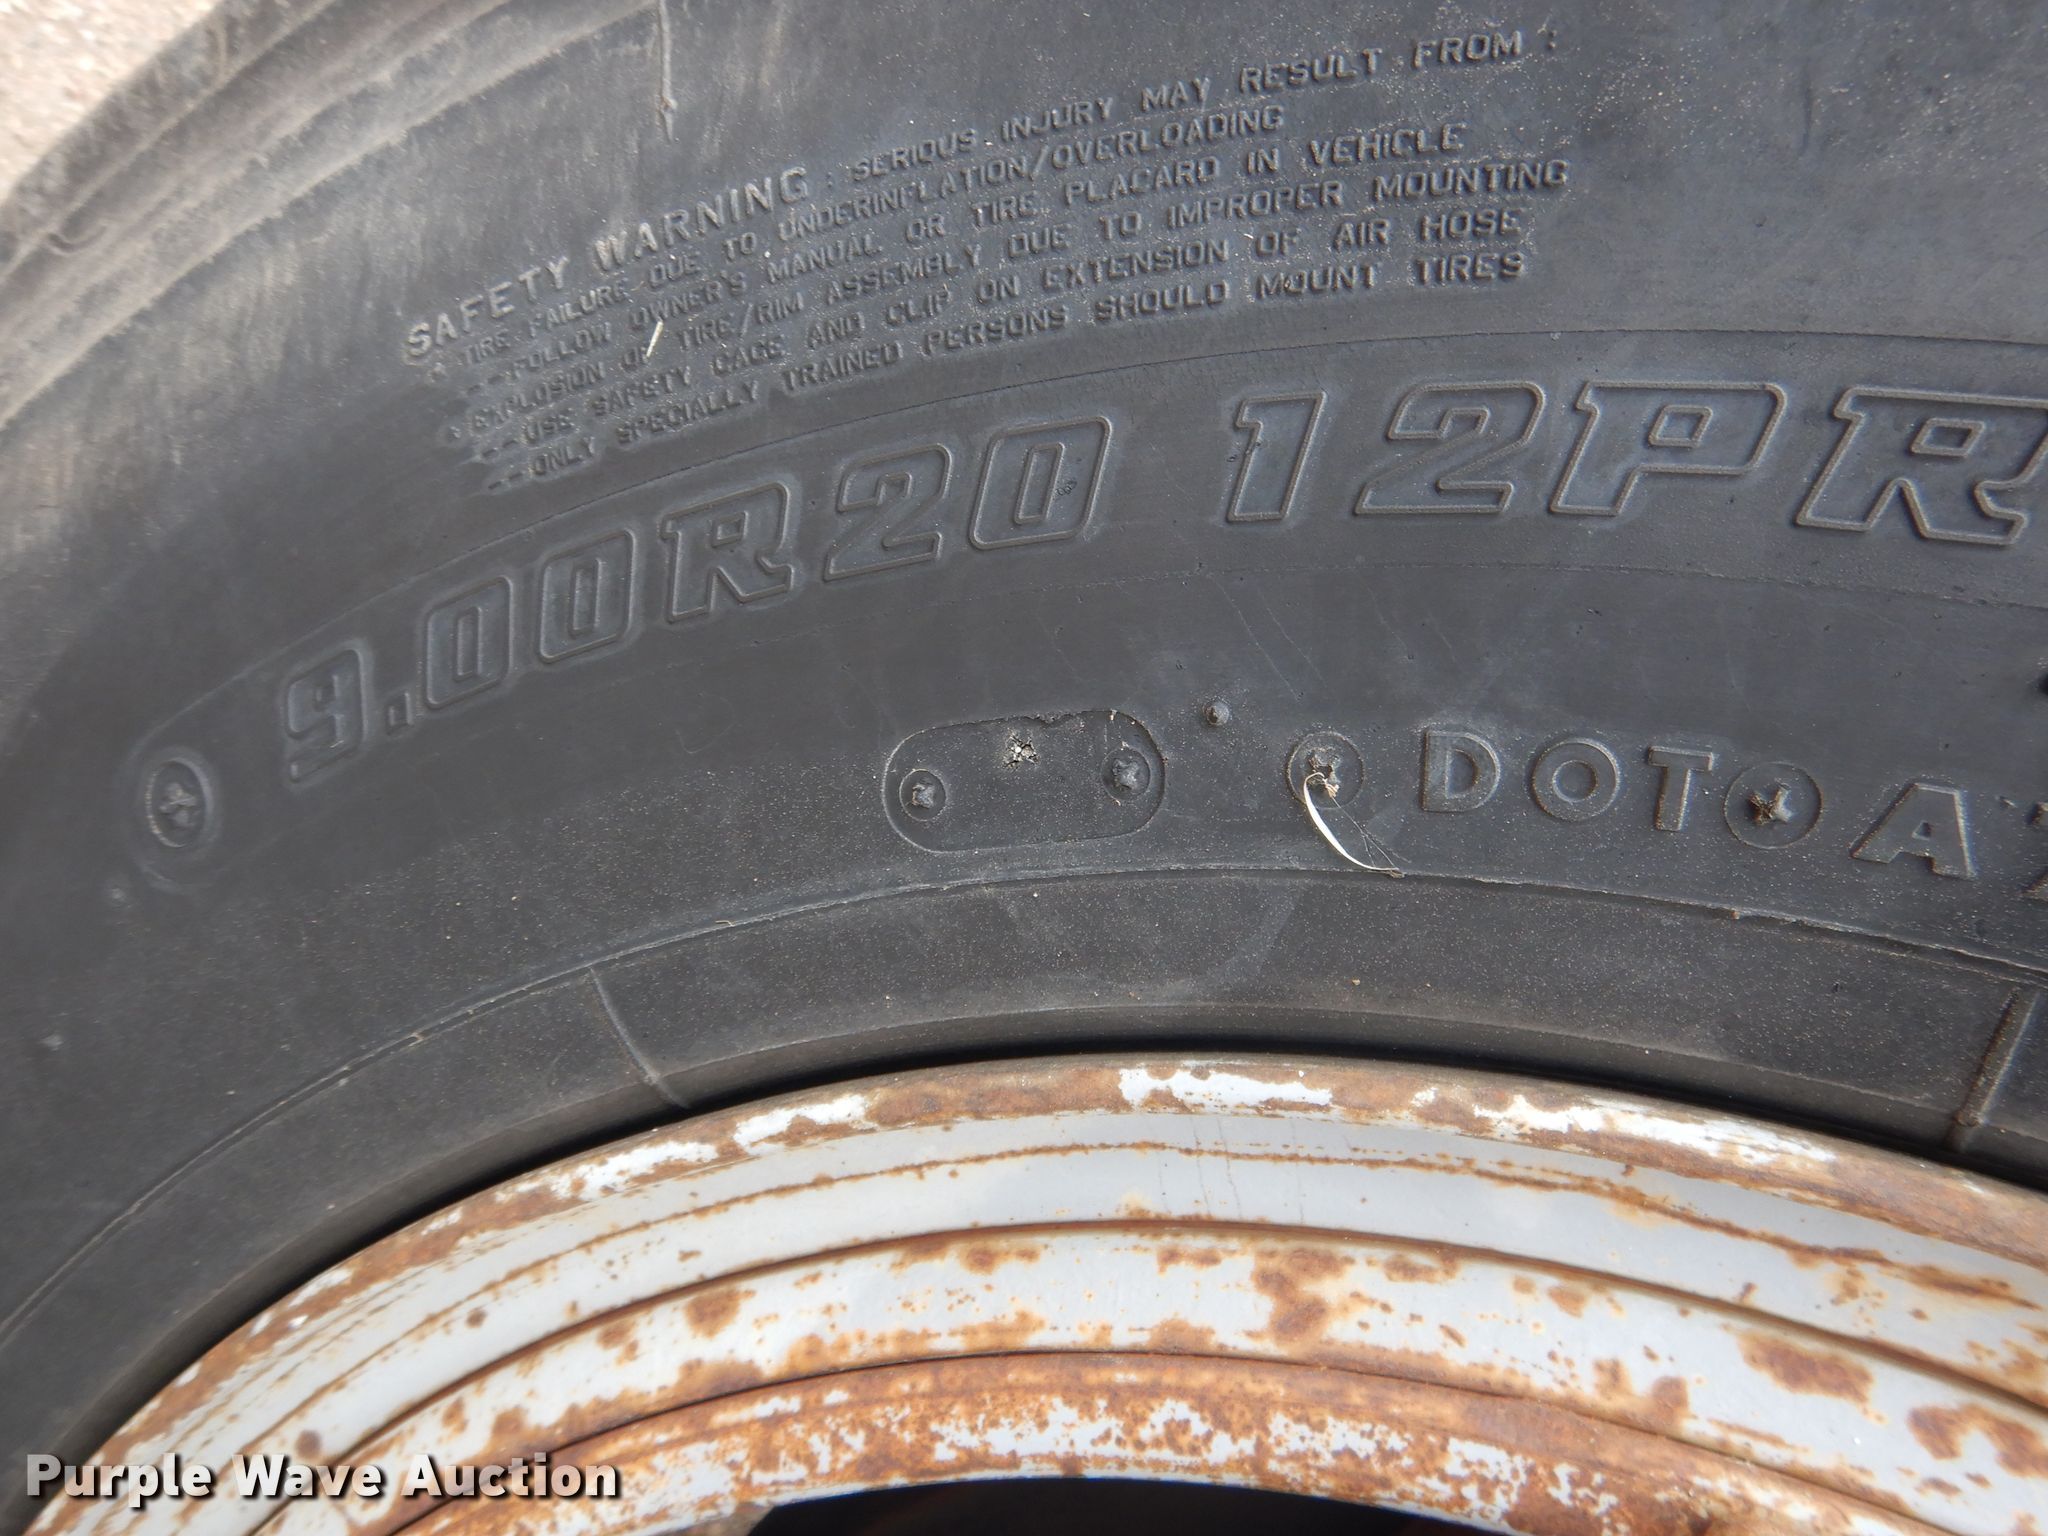 SAFETY WARNING : SERIOUS INJURY MAY RESULT FROM :
• TIRE FAILURE DUE TO UNDERINFLATION/OVERLOADING
--FOLLOW OWNER'S MANUAL OR TIRE PLACARD IN VEHICLE
• EXPLOSION OF TIRE/RIM ASSEMBLY DUE TO IMPROPER MOUNTING
--USE SAFETY CAGE AND CLIP ON EXTENSION OF AIR HOSE
--ONLY SPECIALLY TRAINED PERSONS SHOULD MOUNT TIRES
9.00R20 12PR
DOT A
Purple Wave Auction